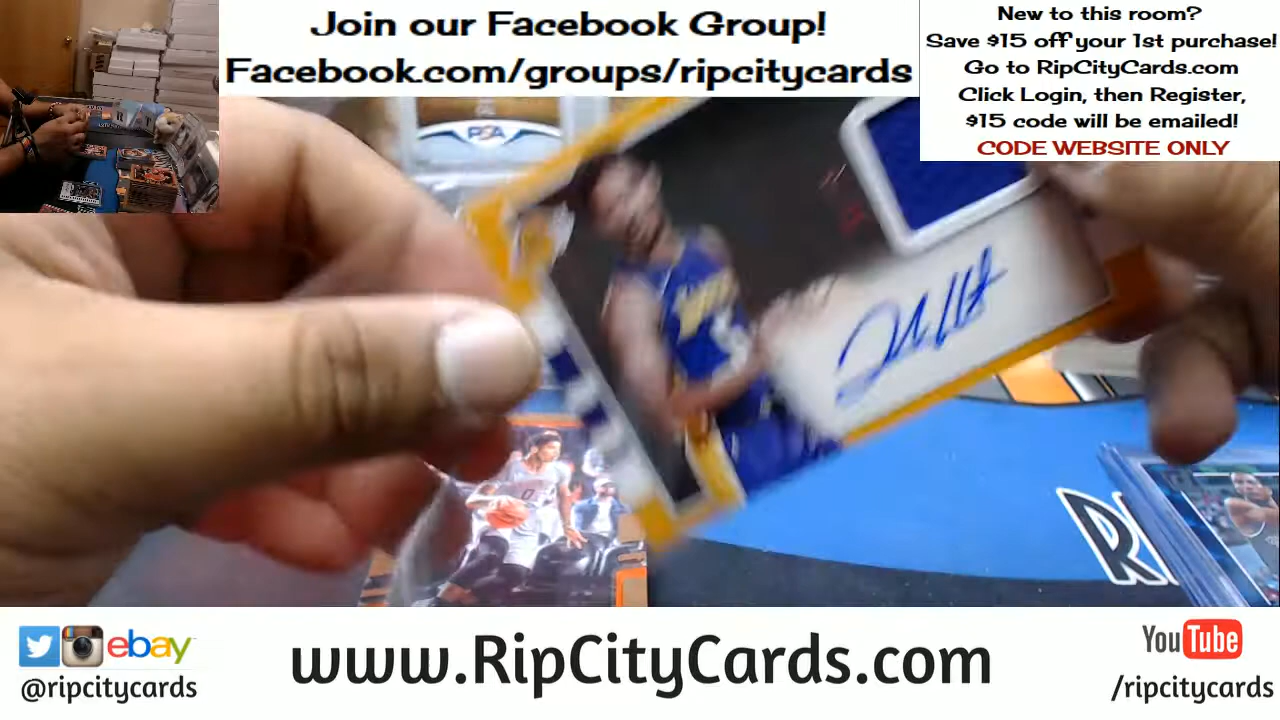 Join our Facebook Group!
Facebook.com/groups/ripcitycards
New to this room?
Save $15 off your 1st purchase!
Go to RipCityCards.com
Click Login, then Register,
$15 code will be emailed!
CODE WEBSITE ONLY
PSA
0
R
ebay
@ripcitycards
www.RipCityCards.com
YouTube
/ripcitycards